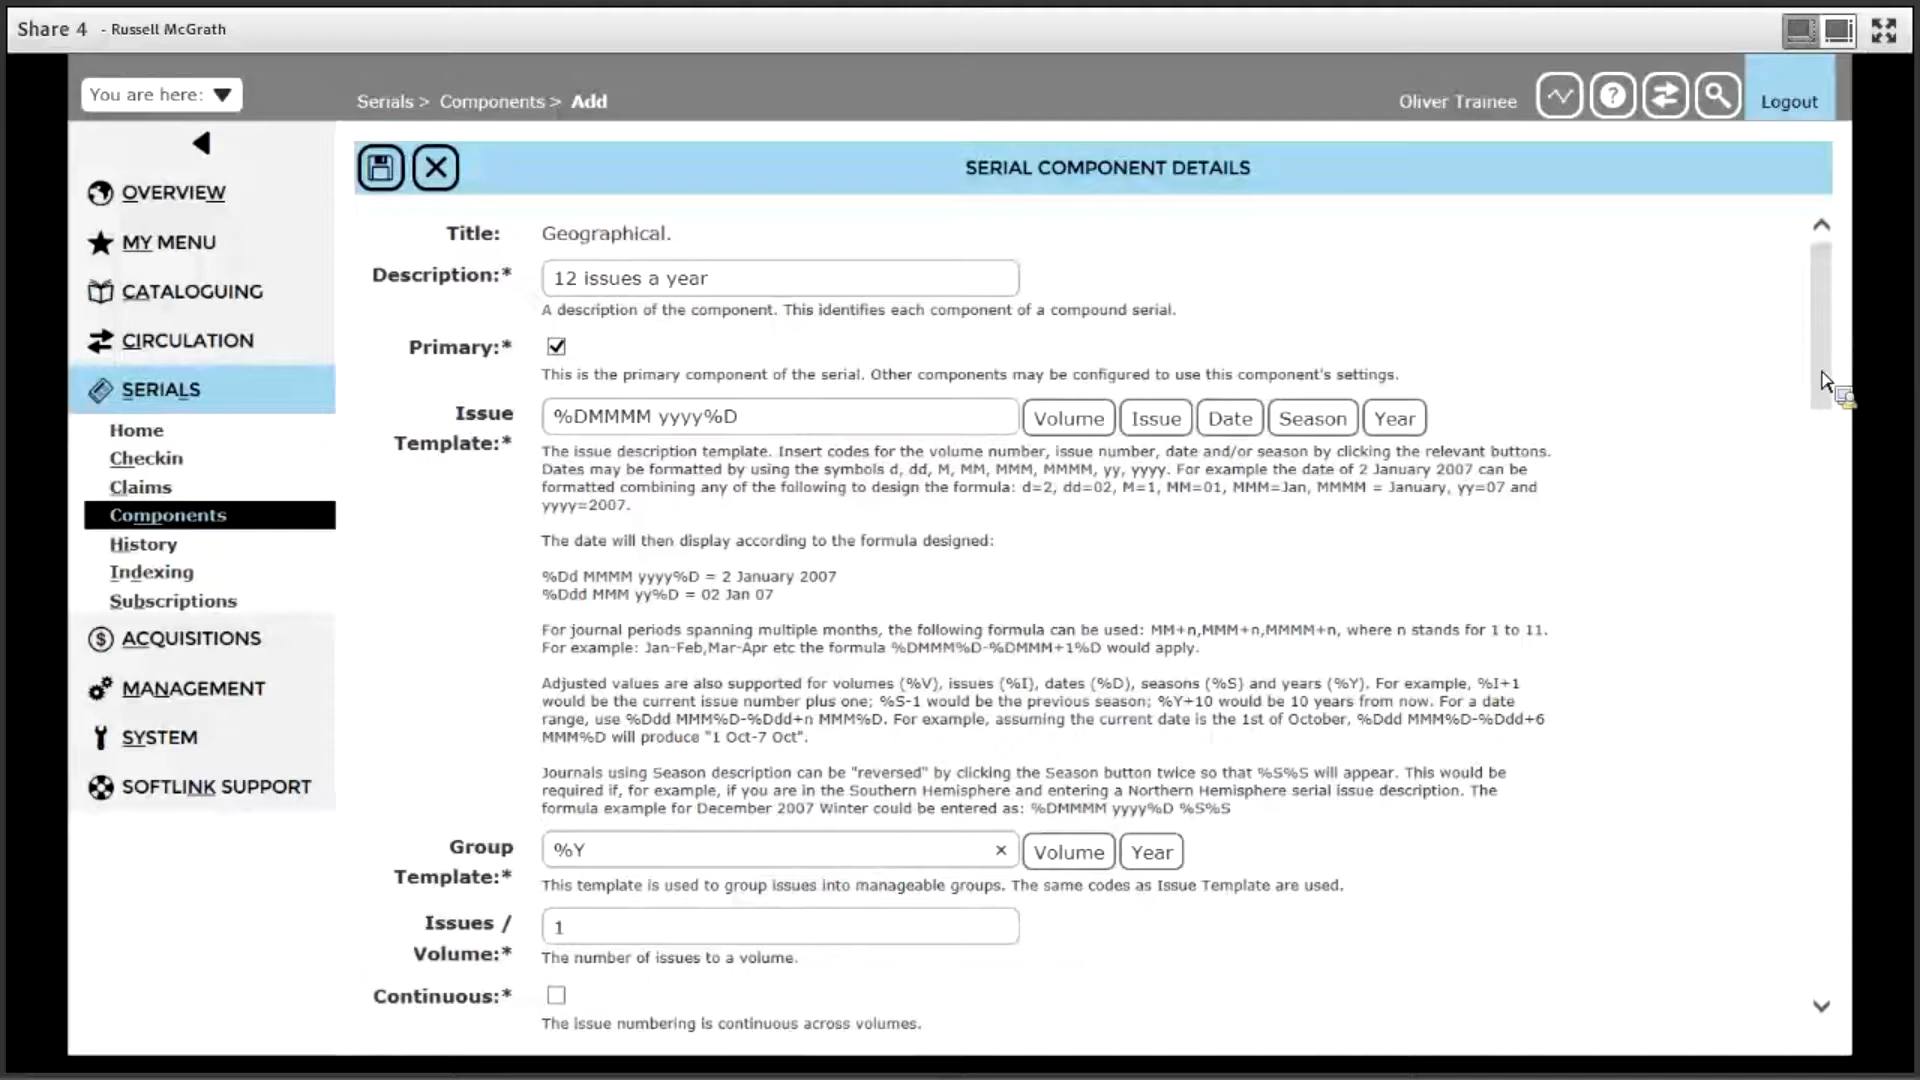 Share 4 - Russell McGrath
You are here:
Serials > Components > Add
Oliver Trainee
Logout
OVERVIEW
MY MENU
CATALOGUING
CIRCULATION
SERIALS
Home
Checkin
Claims
Components
History
Indexing
Subscriptions
ACQUISITIONS
MANAGEMENT
SYSTEM
SOFTLINK SUPPORT
SERIAL COMPONENT DETAILS
Title: Geographical.
Description:* 12 issues a year
A description of the component. This identifies each component of a compound serial.
Primary:*
This is the primary component of the serial. Other components may be configured to use this component's settings.
Issue Template:* %DMMMM yyyy%D Volume Issue Date Season Year
The issue description template. Insert codes for the volume number, issue number, date and/or season by clicking the relevant buttons.
Dates may be formatted by using the symbols d, dd, M, MM, MMM, MMMM, yy, yyyy. For example the date of 2 January 2007 can be
formatted combining any of the following to design the formula: d=2, dd=02, M=1, MM=01, MMM=Jan, MMMM = January, yy=07 and
yyyy=2007.
The date will then display according to the formula designed:
%Dd MMMM yyyy%D = 2 January 2007
%Ddd MMM yy%D = 02 Jan 07
For journal periods spanning multiple months, the following formula can be used: MM+n,MMM+n,MMMM+n, where n stands for 1 to 11.
For example: Jan-Feb,Mar-Apr etc the formula %DMMM%D-%DMMM+1%D would apply.
Adjusted values are also supported for volumes (%V), issues (%I), dates (%D), seasons (%S) and years (%Y). For example, %I+1
would be the current issue number plus one; %S-1 would be the previous season; %Y+10 would be 10 years from now. For a date
range, use %Ddd MMM%D-%Ddd+n MMM%D. For example, assuming the current date is the 1st of October, %Ddd MMM%D-%Ddd+6
MMM%D will produce "1 Oct-7 Oct".
Journals using Season description can be "reversed" by clicking the Season button twice so that %S%S will appear. This would be
required if, for example, if you are in the Southern Hemisphere and entering a Northern Hemisphere serial issue description. The
formula example for December 2007 Winter could be entered as: %DMMMM yyyy%D %S%S
Group Template:* %Y Volume Year
This template is used to group issues into manageable groups. The same codes as Issue Template are used.
Issues / Volume:* 1
The number of issues to a volume.
Continuous:*
The issue numbering is continuous across volumes.